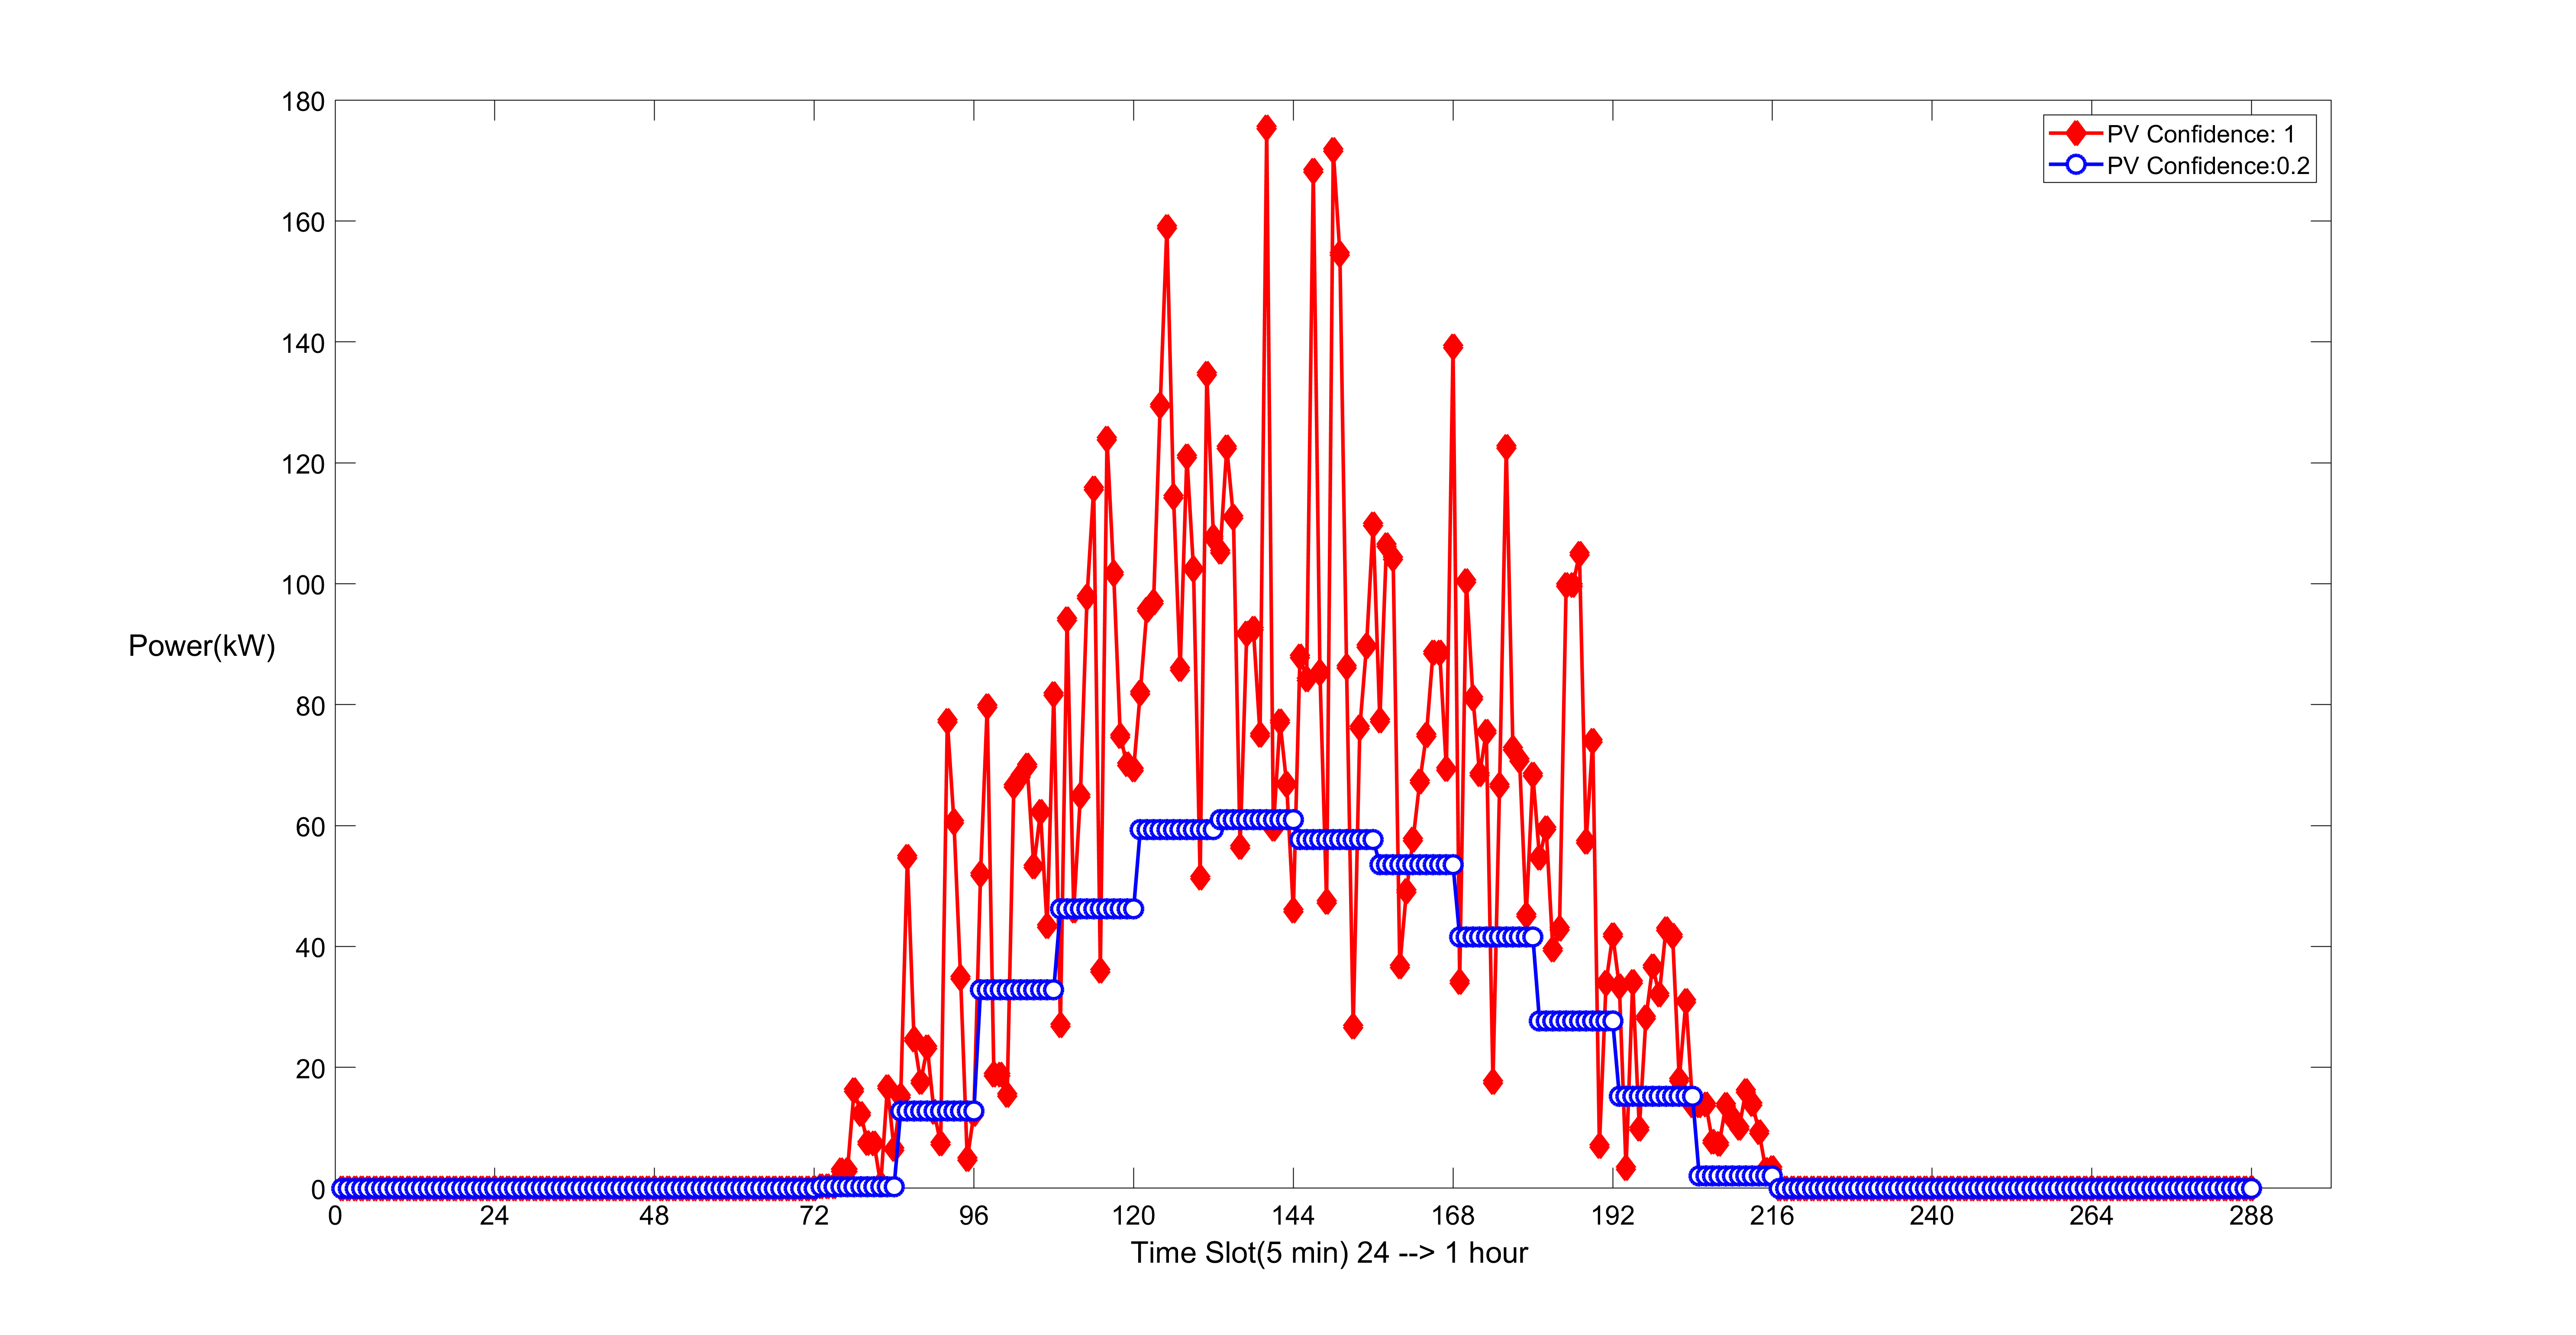 180
160
140
120
100
80
60
40
20
0
Power(kW)
PV Confidence: 1
PV Confidence:0.2
0 24 48 72 96 120 144 168 192 216 240 264 288
Time Slot(5 min) 24 --> 1 hour